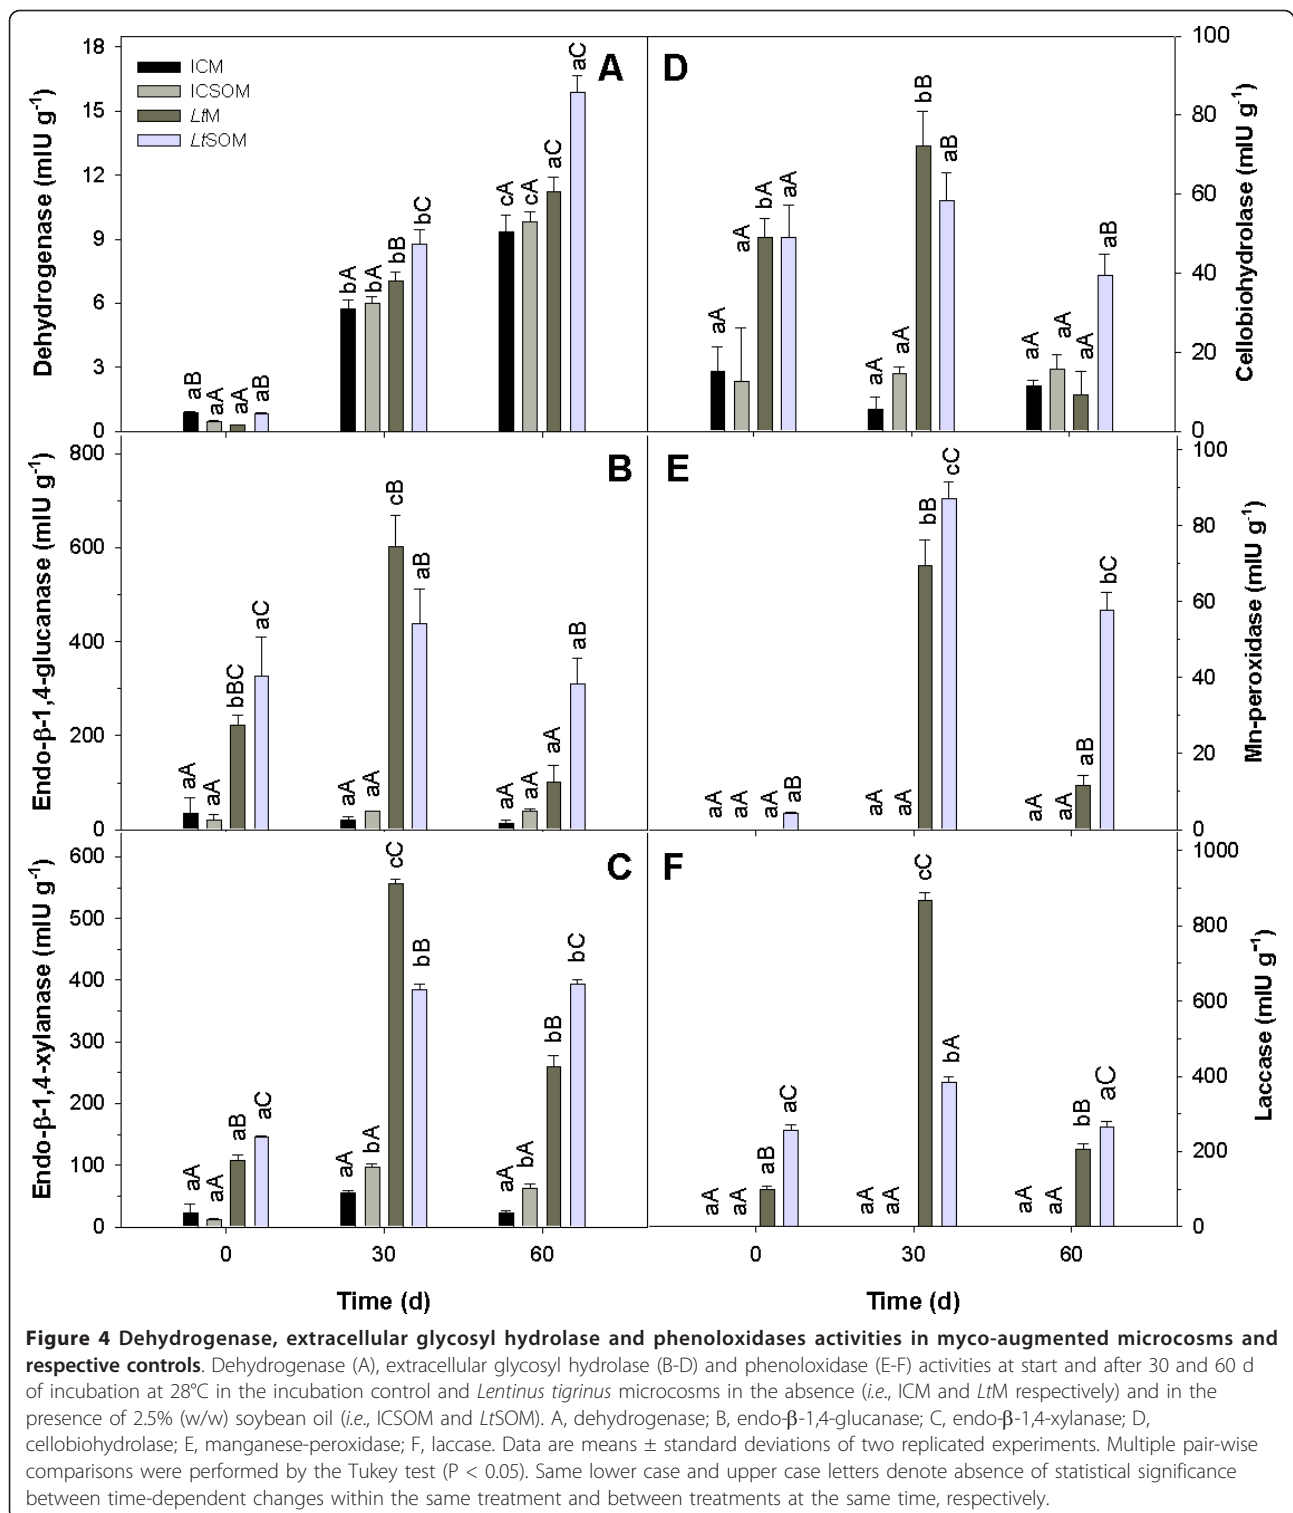 A
ICM
ICSOM
LtM
LtSOM
Dehydrogenase (mIU g-1)
18
15
12
9
6
3
0
aB
aA
aA
aB
bA
bA
bB
bC
cA
cA
aC
aC
D
Cellobiohydrolase (mIU g-1)
100
80
60
40
20
0
aA
aA
bA
aA
aA
aA
bB
aB
aA
aA
aA
aB
B
Endo-β-1,4-glucanase (mIU g-1)
800
600
400
200
0
aA
aA
bBC
aC
aA
aA
cB
aB
aA
aA
aA
aB
E
Mn-peroxidase (mIU g-1)
100
80
60
40
20
0
aA
aA
aA
aB
aA
aA
bB
cC
aA
aA
aB
bC
C
Endo-β-1,4-xylanase (mIU g-1)
600
500
400
300
200
100
0
aA
aA
aB
aC
aA
bA
cC
bB
aA
bA
bB
bC
0
30
60
Time (d)
F
Laccase (mIU g-1)
1000
800
600
400
200
0
aA
aA
aB
aC
aA
aA
cC
bA
aA
aA
bB
aC
0
30
60
Time (d)
Figure 4 Dehydrogenase, extracellular glycosyl hydrolase and phenoloxidases activities in myco-augmented microcosms and
respective controls. Dehydrogenase (A), extracellular glycosyl hydrolase (B-D) and phenoloxidase (E-F) activities at start and after 30 and 60 d
of incubation at 28°C in the incubation control and Lentinus tigrinus microcosms in the absence (i.e., ICM and LtM respectively) and in the
presence of 2.5% (w/w) soybean oil (i.e., ICSOM and LtSOM). A, dehydrogenase; B, endo-β-1,4-glucanase; C, endo-β-1,4-xylanase; D,
cellobiohydrolase; E, manganese-peroxidase; F, laccase. Data are means ± standard deviations of two replicated experiments. Multiple pair-wise
comparisons were performed by the Tukey test (P < 0.05). Same lower case and upper case letters denote absence of statistical significance
between time-dependent changes within the same treatment and between treatments at the same time, respectively.